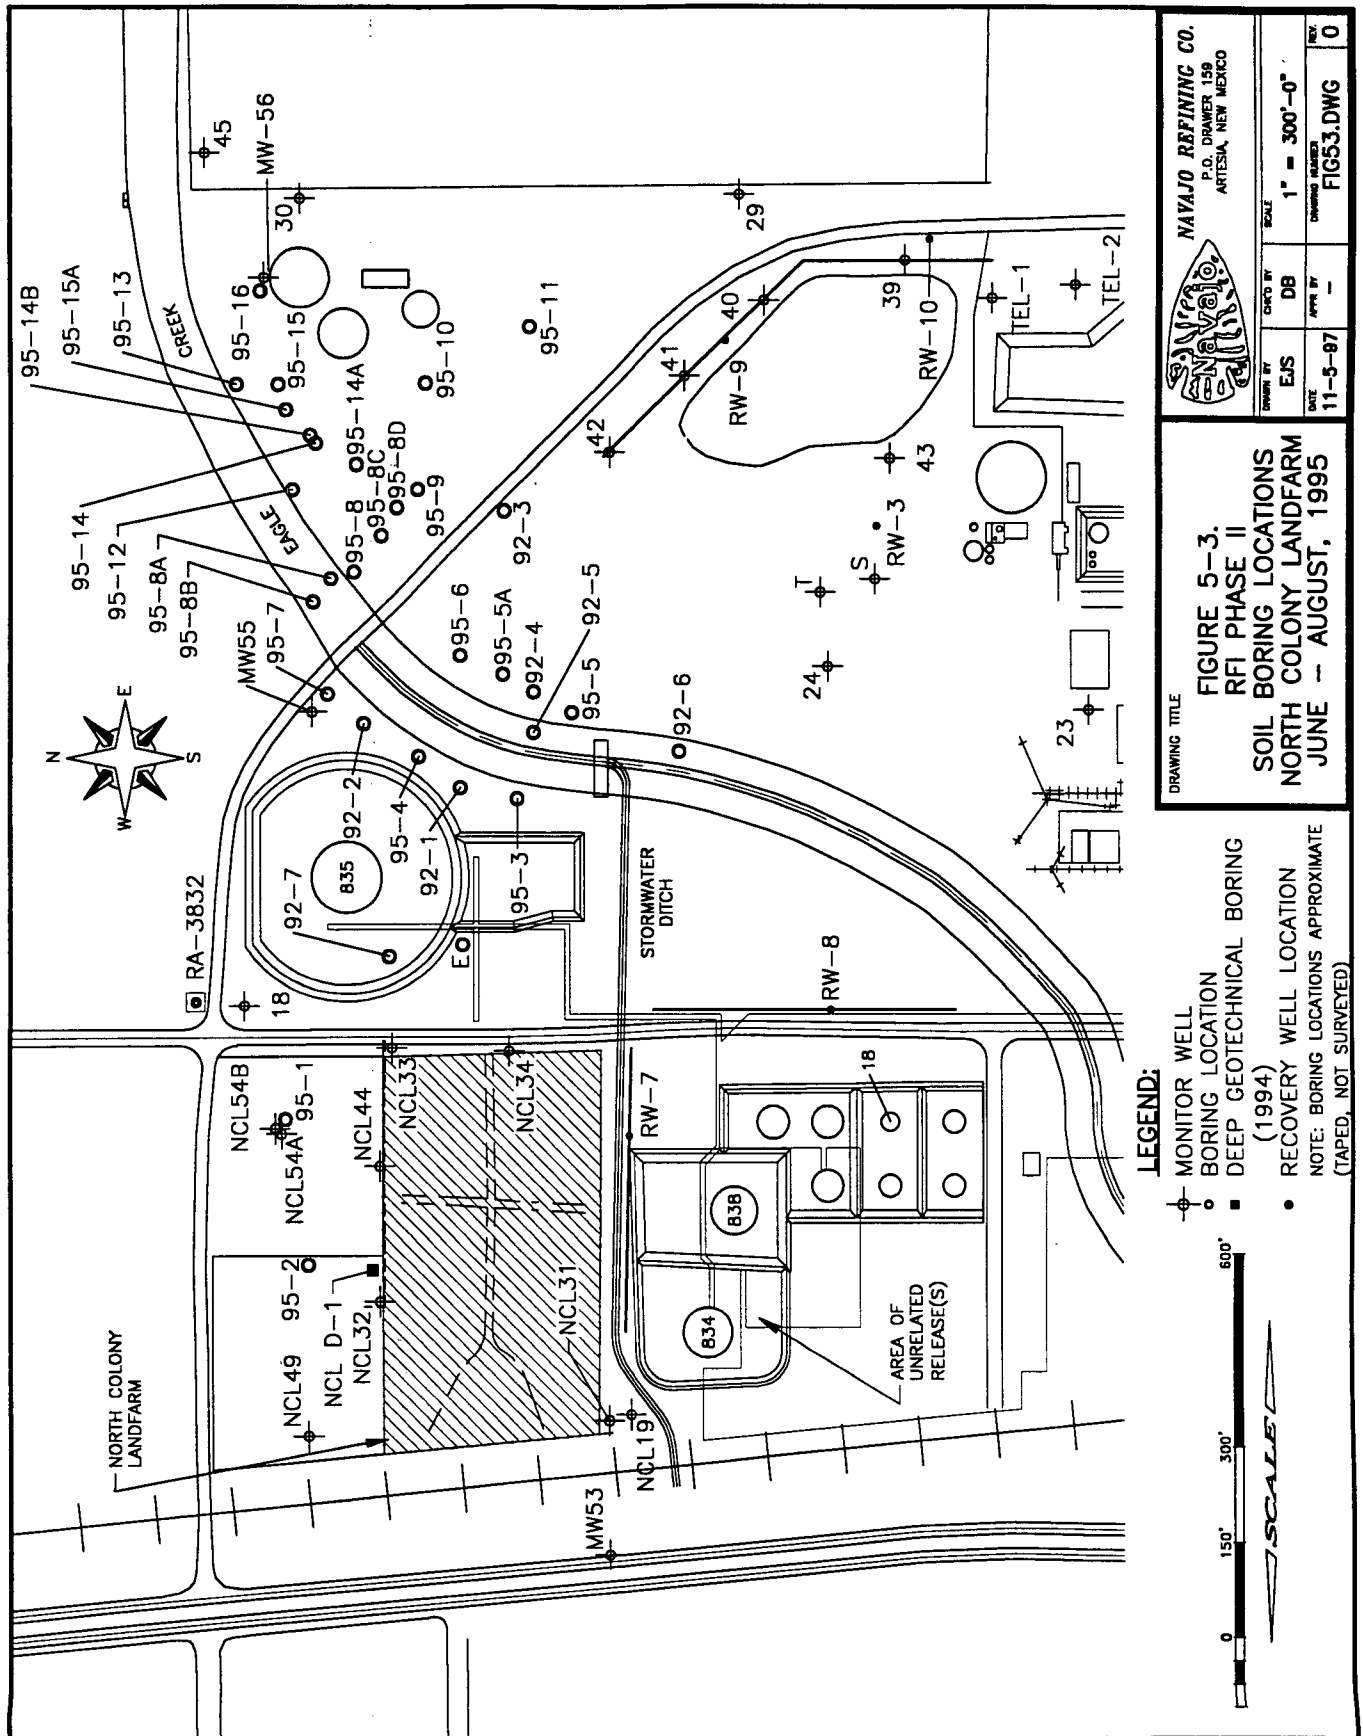 95-14B
95-15A
95-13
95-14
95-12
95-8A
95-8B
MW55
95-7
N
E
S
W
CREEK
EAGLE
95-16
95-15
95-14A
95-8
95-8C
95-8D
95-9
95-10
95-11
30
45
MW-56
29
92-3
42
41
40
39
RW-9
RW-10
43
RW-3
S
T
24
23
TEL-1
TEL-2
95-6
95-5A
92-4
92-5
95-5
92-6
RA-3832
18
92-7
835
92-2
95-4
92-1
95-3
E
STORMWATER
DITCH
RW-8
NCL54B
95-1
NCL54A
NCL44
NCL33
NCL34
RW-7
18
838
834
AREA OF
UNRELATED
RELEASE(S)
NORTH COLONY
LANDFARM
NCL49
95-2
NCL D-1
NCL32
NCL31
NCL19
MW53
LEGEND:
MONITOR WELL
BORING LOCATION
DEEP GEOTECHNICAL BORING
(1994)
RECOVERY WELL LOCATION
NOTE: BORING LOCATIONS APPROXIMATE
(TAPED, NOT SURVEYED)
0 150' 300' 600'
SCALE
DRAWING TITLE
FIGURE 5-3.
RFI PHASE II
SOIL BORING LOCATIONS
NORTH COLONY LANDFARM
JUNE - AUGUST, 1995
Navajo
NAVAJO REFINING CO.
P.O. DRAWER 159
ARTESIA, NEW MEXICO
DRAWN BY
EJS
CHK'D BY
DB
SCALE
1" = 300'-0"
DATE
11-5-97
APPR BY
-
DRAWING NUMBER
FIG53.DWG
REV.
0